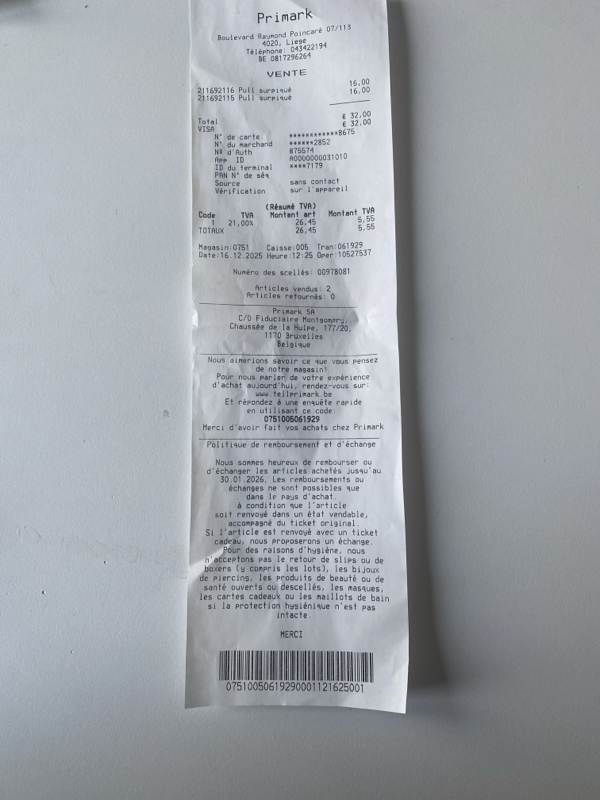 Primark
Boulevard Raymond Poincaré 07/113
4020, Liege
Téléphone: 043422194
BE 0817296264
VENTE
211692116 Pull surpiqué 16,00
211692115 Pull surpiqué 16,00
Total € 32,00
VISA € 32,00
N° de carte ************8675
N° du marchand ******2852
N° d'Auth 875574
App ID A0000000031010
ID du terminal ****7179
PAN N° de séq
Source sans contact
Vérification sur l'appareil
(Résumé TVA)
Code TVA Montant art Montant TVA
1 21,00% 26,45 5,55
TOTAUX 26,45 5,55
Magasin:0751 Caisse:005 Tran:061929
Date:16.12.2025 Heure:12:25 Oper:10527537
Numéro des scellés: 00978081
Articles vendus: 2
Articles retournés: 0
Primark SA
C/O Fiduciaire Montgomery,
Chaussée de la Hulpe, 177/20,
1170 Bruxelles
Belgique
Nous aimerions savoir ce que vous pensez
de notre magasin!
Pour nous parler de votre expérience
d'achat aujourd'hui, rendez-vous sur:
www.tellprimark.be
Et répondez à une enquête rapide
en utilisant ce code:
0751005061929
Merci d'avoir fait vos achats chez Primark
Politique de remboursement et d'échange
Nous sommes heureux de rembourser ou
d'échanger les articles achetés jusqu'au
30.01.2026. Les remboursements ou
échanges ne sont possibles que
dans le pays d'achat.
à condition que l'article
soit renvoyé dans un état vendable,
accompagné du ticket original.
Si l'article est renvoyé avec un ticket
cadeau, nous proposerons un échange.
Pour des raisons d'hygiène, nous
n'acceptons pas le retour de slips ou de
boxers (y compris les lots), les bijoux
de piercing, les produits de beauté ou de
santé ouverts ou descellés, les masques,
les cartes cadeaux ou les maillots de bain
si la protection hygiénique n'est pas
intacte.
MERCI
0751005061929000112162​5001